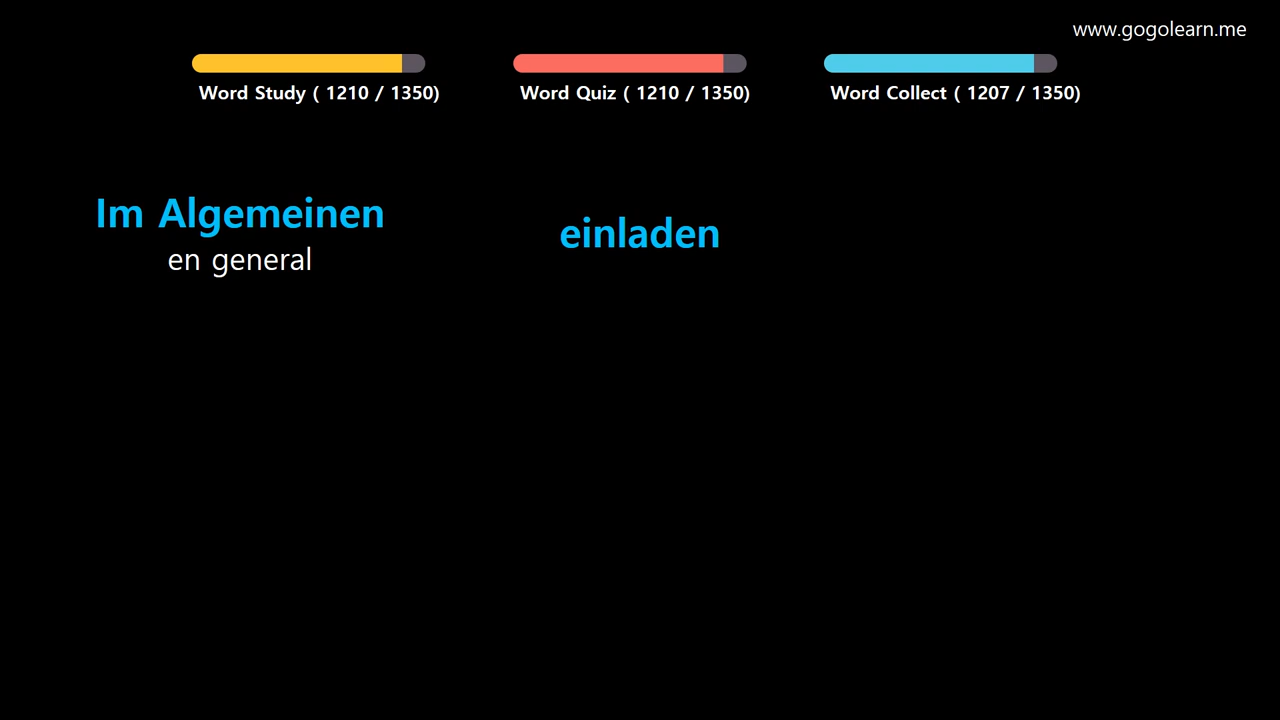 www.gogolearn.me
Word Study ( 1210 / 1350)
Word Quiz ( 1210 / 1350)
Word Collect ( 1207 / 1350)
Im Algemeinen
en general
einladen